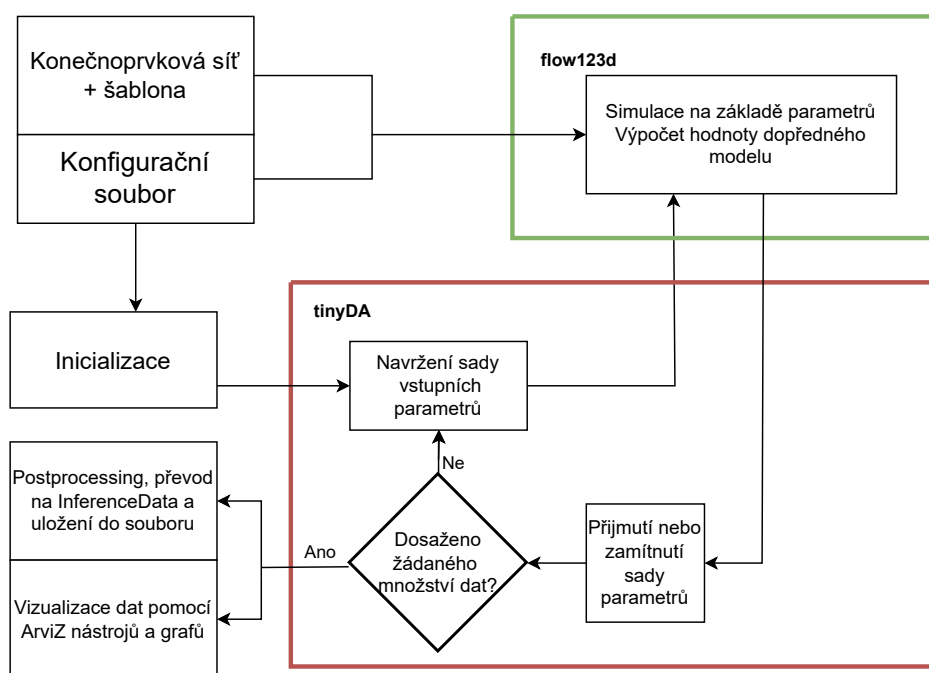 Konečnoprvková síť
+ šablona
Konfigurační
soubor
flow123d
Simulace na základě parametrů
Výpočet hodnoty dopředného
modelu
Inicializace
tinyDA
Navržení sady
vstupních
parametrů
Ne
Dosaženo
žádaného
množství dat?
Přijmutí nebo
zamítnutí
sady
parametrů
Ano
Postprocessing, převod
na InferenceData a
uložení do souboru
Vizualizace dat pomocí
ArviZ nástrojů a grafů